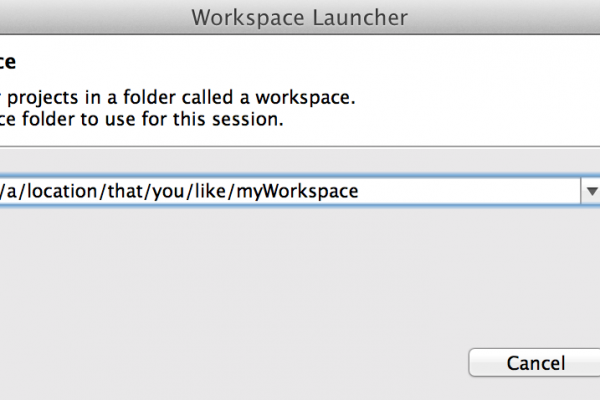 Workspace Launcher
ce
projects in a folder called a workspace.
ce folder to use for this session.
/a/location/that/you/like/myWorkspace
Cancel